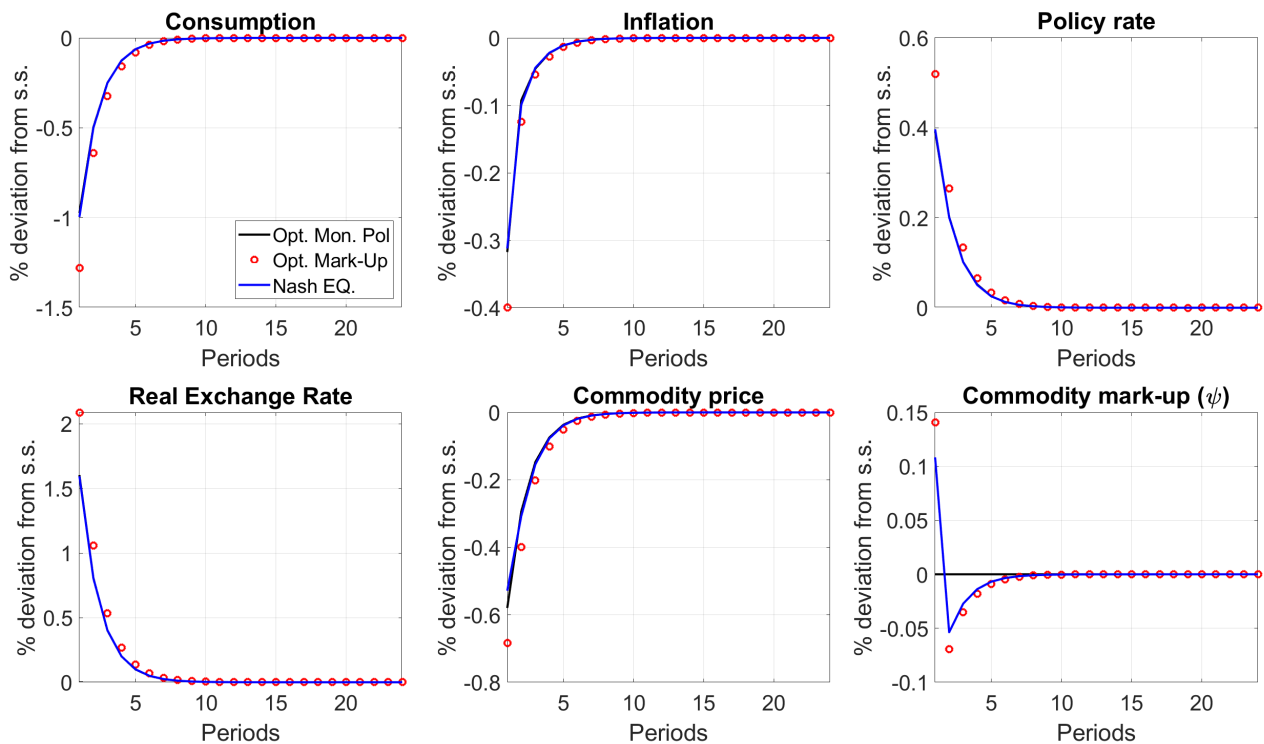 Consumption
% deviation from s.s.
0
-0.5
-1
-1.5
5
10
15
20
Periods
Opt. Mon. Pol
Opt. Mark-Up
Nash EQ.
Inflation
% deviation from s.s.
0
-0.1
-0.2
-0.3
-0.4
5
10
15
20
Periods
Policy rate
% deviation from s.s.
0.6
0.4
0.2
0
5
10
15
20
Periods
Real Exchange Rate
% deviation from s.s.
2
1.5
1
0.5
0
5
10
15
20
Periods
Commodity price
% deviation from s.s.
0
-0.2
-0.4
-0.6
-0.8
5
10
15
20
Periods
Commodity mark-up (ψ)
% deviation from s.s.
0.15
0.1
0.05
0
-0.05
-0.1
5
10
15
20
Periods